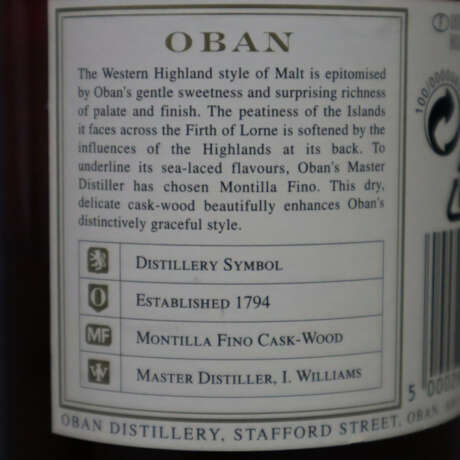 OBAN
The Western Highland style of Malt is epitomised
by Oban's gentle sweetness and surprising richness
of palate and finish. The peatiness of the Islands
it faces across the Firth of Lorne is softened by the
influences of the Highlands at its back. To
underline its sea-laced flavours, Oban's Master
Distiller has chosen Montilla Fino. This dry,
delicate cask-wood beautifully enhances Oban's
distinctively graceful style.
DISTILLERY SYMBOL
O ESTABLISHED 1794
MF MONTILLA FINO CASK-WOOD
IW MASTER DISTILLER, I. WILLIAMS
OBAN DISTILLERY, STAFFORD STREET, OBAN